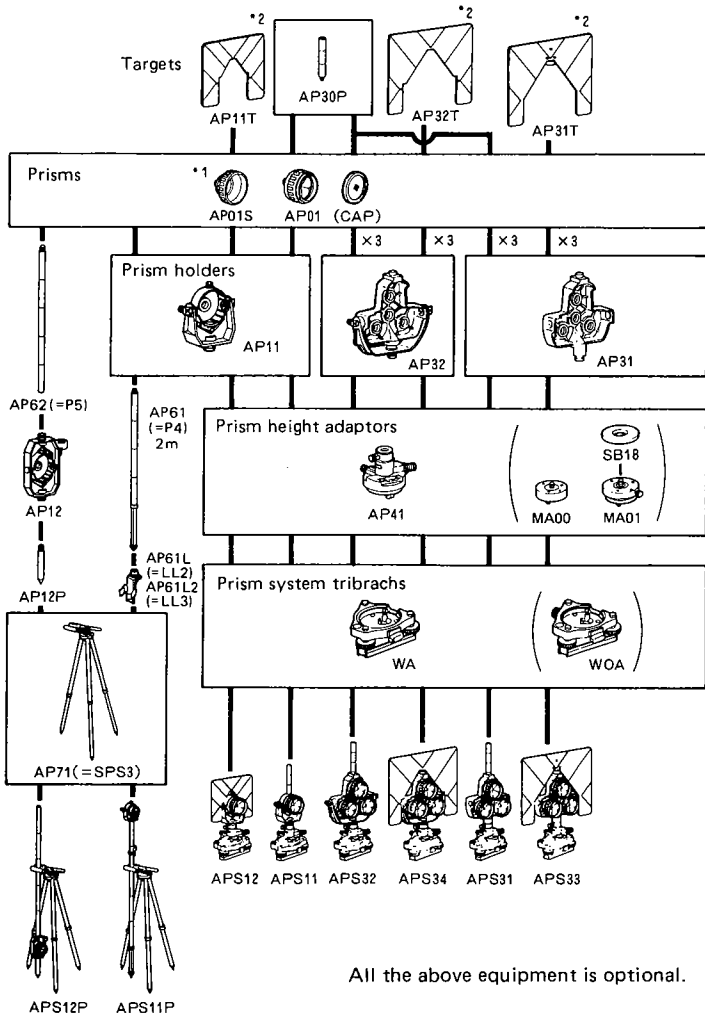 *2
*2
*2
Targets
AP11T
AP30P
AP32T
AP31T
Prisms
*1
AP01S
AP01
(CAP)
×3
×3
×3
×3
Prism holders
AP11
AP32
AP31
AP62 (=P5)
AP61
(=P4)
2m
Prism height adaptors
AP41
SB18
MA00
MA01
AP12
AP12P
AP61L
(=LL2)
AP61L2
(=LL3)
Prism system tribrachs
WA
WOA
AP71 (=SPS3)
APS12
APS11
APS32
APS34
APS31
APS33
All the above equipment is optional.
APS12P
APS11P